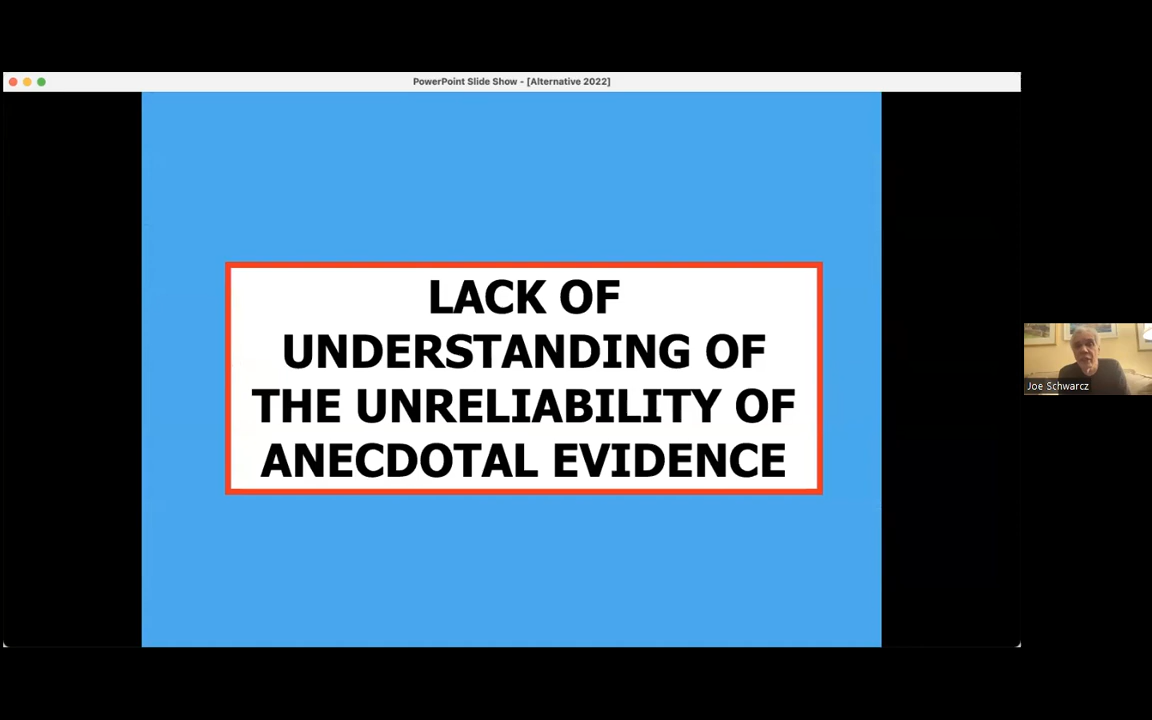 PowerPoint Slide Show - [Alternative 2022]
LACK OF
UNDERSTANDING OF
THE UNRELIABILITY OF
ANECDOTAL EVIDENCE
Joe Schwarcz